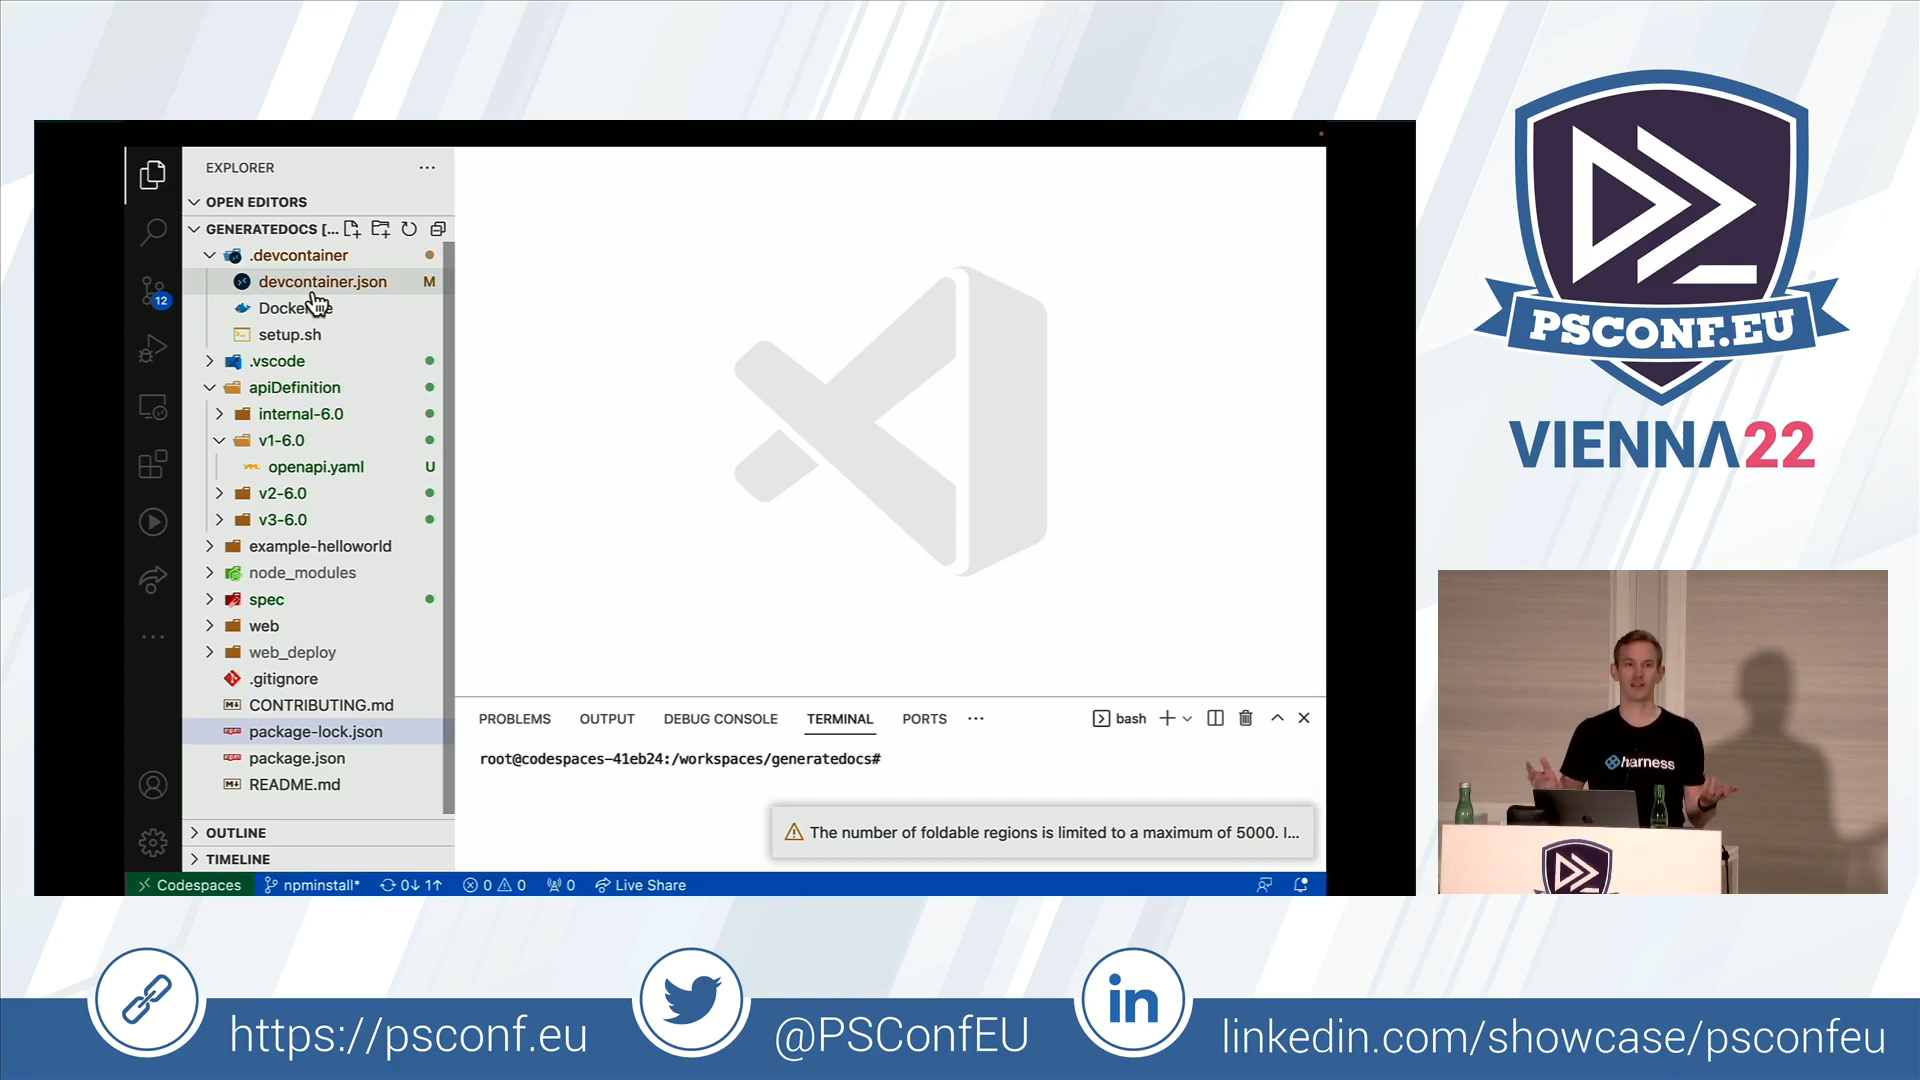 EXPLORER
OPEN EDITORS
GENERATEDOCS [...
.devcontainer
devcontainer.json M
setup.sh
.vscode
apiDefinition
internal-6.0
v1-6.0
openapi.yaml U
v2-6.0
v3-6.0
example-helloworld
node_modules
spec
web
web_deploy
.gitignore
CONTRIBUTING.md
package-lock.json
package.json
README.md
OUTLINE
TIMELINE
12
PROBLEMS OUTPUT DEBUG CONSOLE TERMINAL PORTS ... bash
root@codespaces-41eb24:/workspaces/generatedocs#
The number of foldable regions is limited to a maximum of 5000. I...
Codespaces npminstall* 0↓ 1↑ 0 0 0 Live Share
PSCONF.EU
VIENNA22
harness
https://psconf.eu
@PSConfEU
in
linkedin.com/showcase/psconfeu